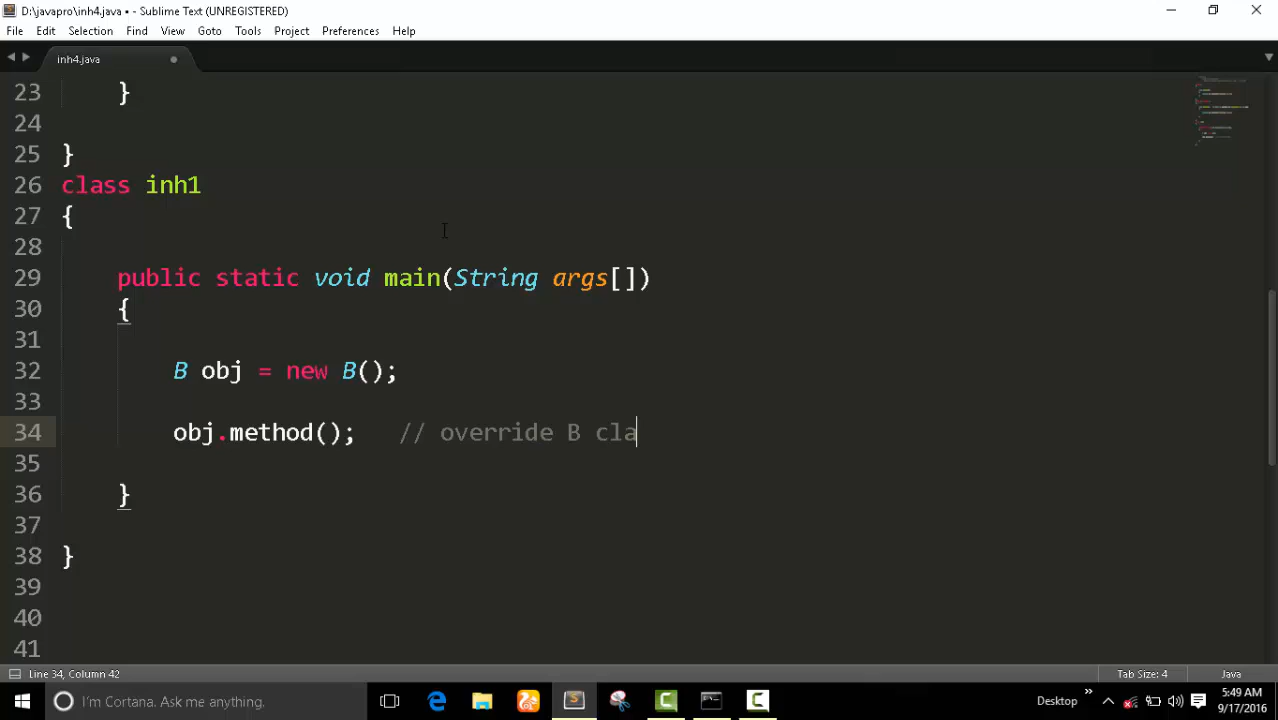 D:\javapro\inh4.java • - Sublime Text (UNREGISTERED)
File Edit Selection Find View Goto Tools Project Preferences Help
inh4.java
23 }
24
25 }
26 class inh1
27 {
28
29 public static void main(String args[])
30 {
31
32 B obj = new B();
33
34 obj.method(); // override B cla
35
36 }
37
38 }
39
40
41
Line 34, Column 42 Tab Size: 4 Java
I'm Cortana. Ask me anything. Desktop 5:49 AM
9/17/2016